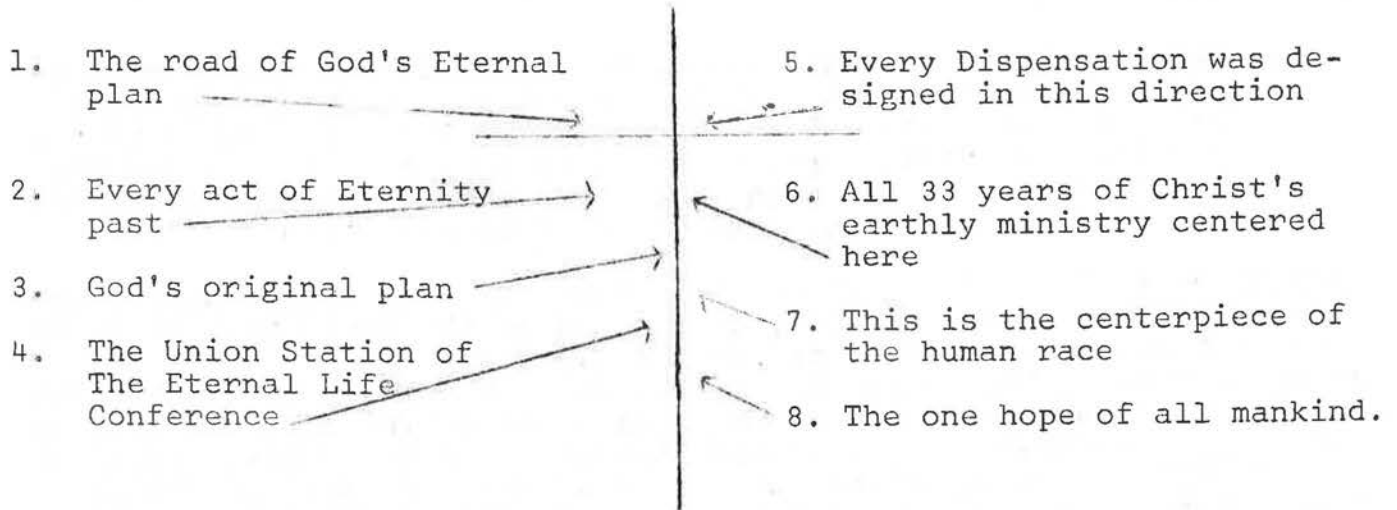 1. The road of God's Eternal
plan
2. Every act of Eternity
past
3. God's original plan
4. The Union Station of
The Eternal Life
Conference
5. Every Dispensation was de-
signed in this direction
6. All 33 years of Christ's
earthly ministry centered
here
7. This is the centerpiece of
the human race
8. The one hope of all mankind.